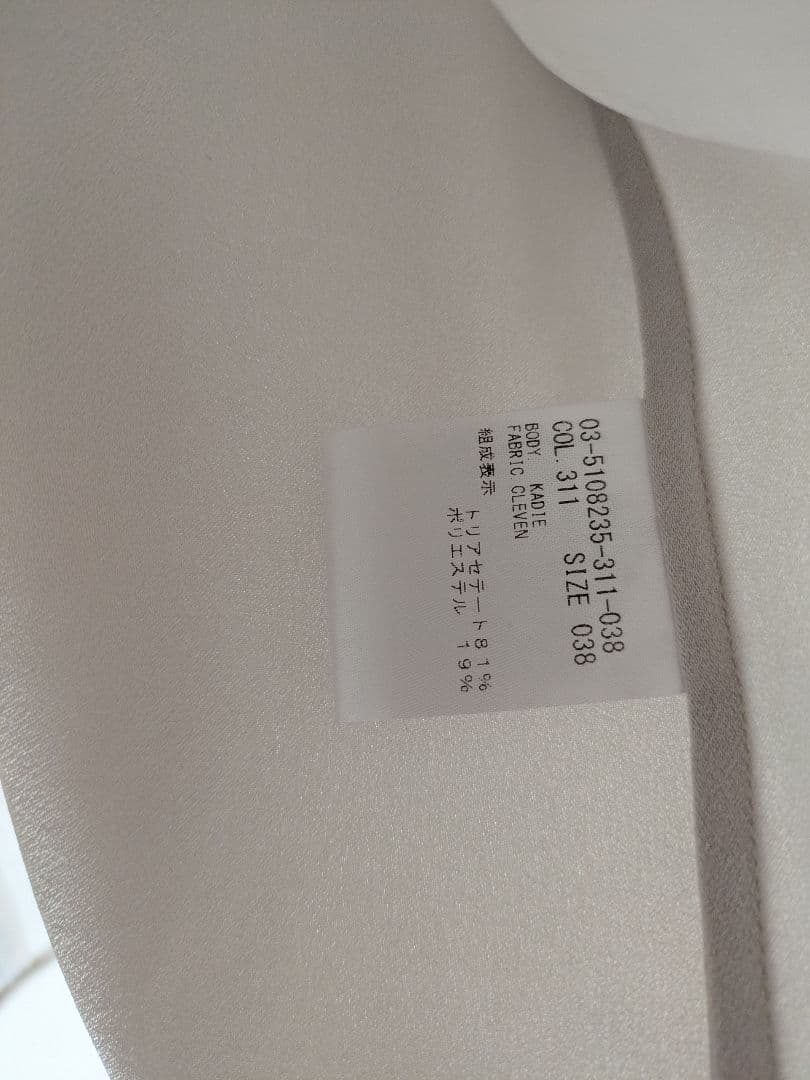 03-5108235-311-038
COL. 311 SIZE 038
BODY. KADIE
FABRIC CLEVEN
組成表示
トリアセテート81%
ポリエステル 19%